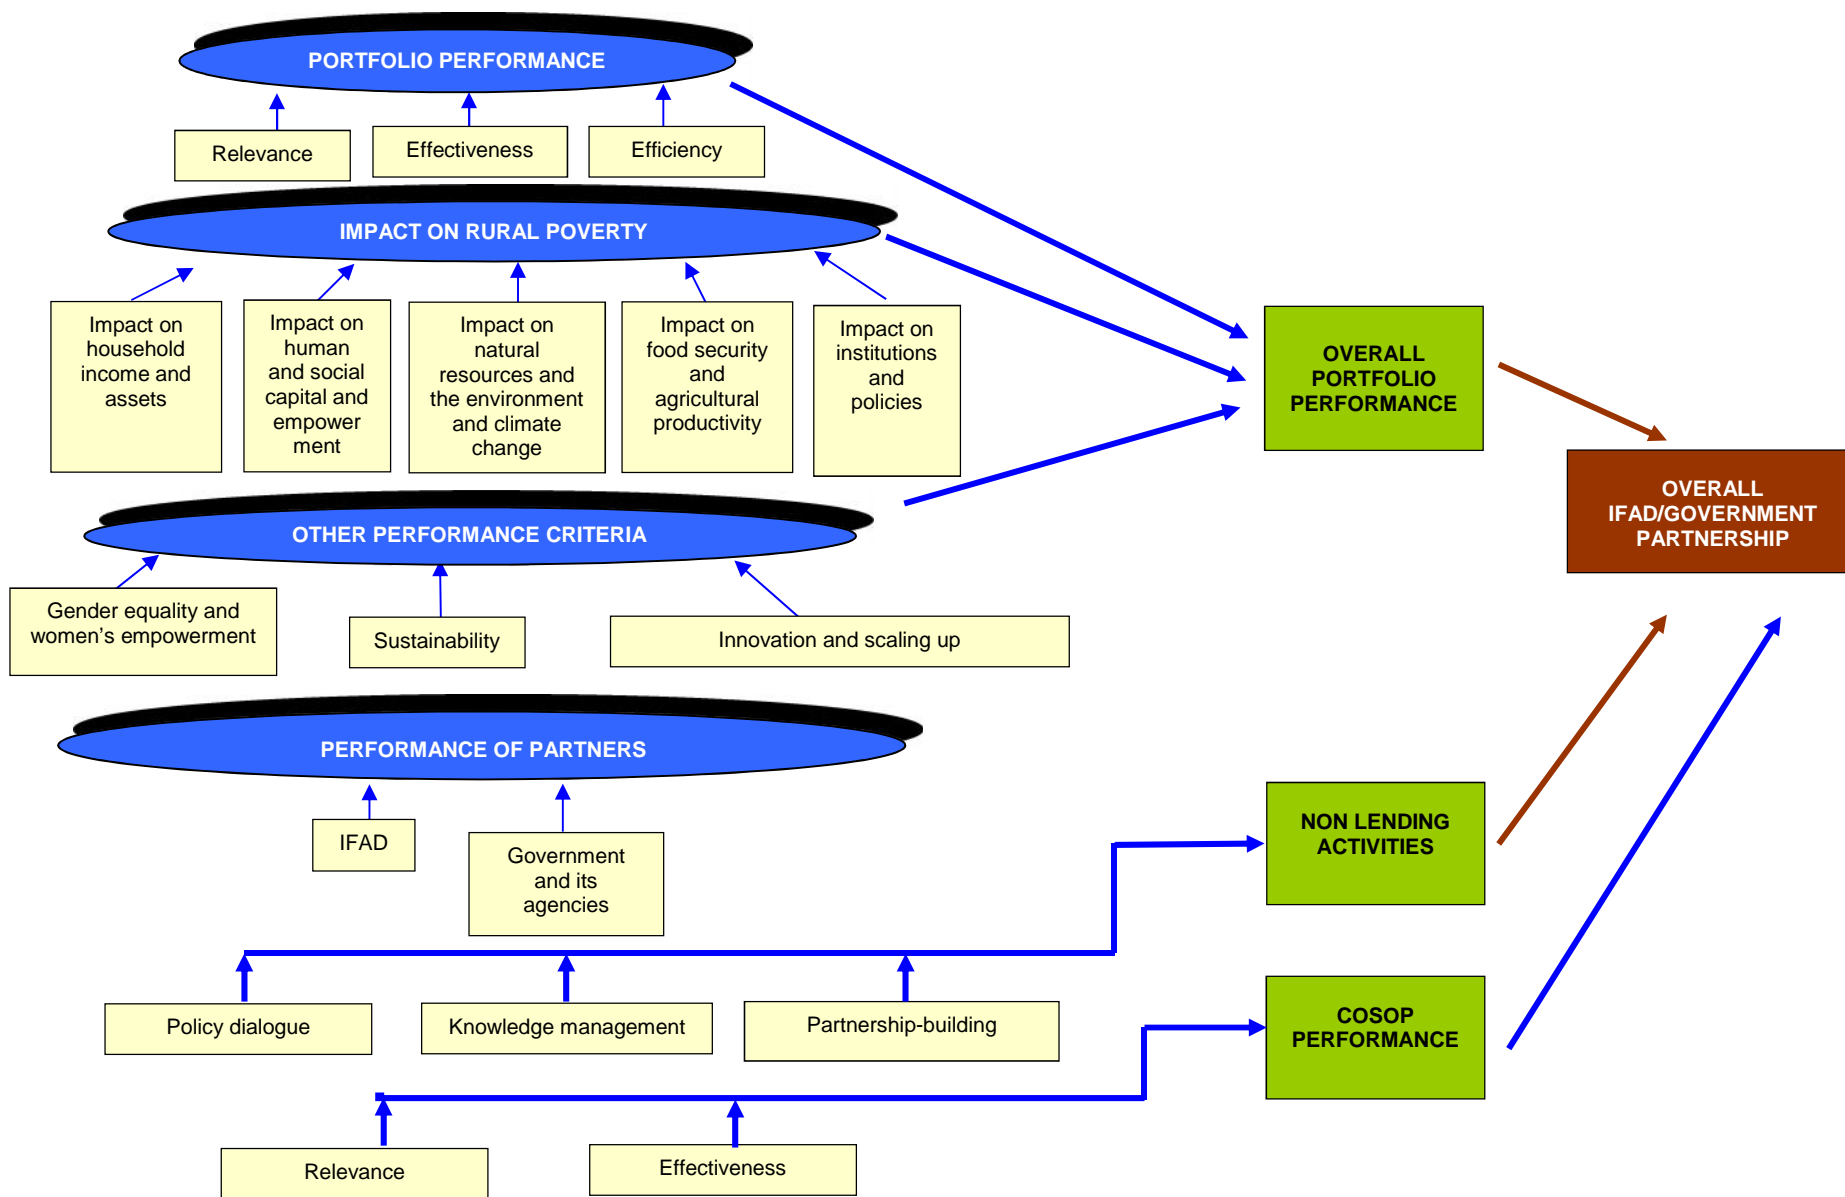 PORTFOLIO PERFORMANCE
Relevance
Effectiveness
Efficiency
IMPACT ON RURAL POVERTY
Impact on
household
income and
assets
Impact on
human
and social
capital and
empower
ment
Impact on
natural
resources and
the environment
and climate
change
Impact on
food security
and
agricultural
productivity
Impact on
institutions
and
policies
OTHER PERFORMANCE CRITERIA
Gender equality and
women’s empowerment
Sustainability
Innovation and scaling up
PERFORMANCE OF PARTNERS
IFAD
Government
and its
agencies
Policy dialogue
Knowledge management
Partnership-building
Relevance
Effectiveness
OVERALL
PORTFOLIO
PERFORMANCE
NON LENDING
ACTIVITIES
COSOP
PERFORMANCE
OVERALL
IFAD/GOVERNMENT
PARTNERSHIP